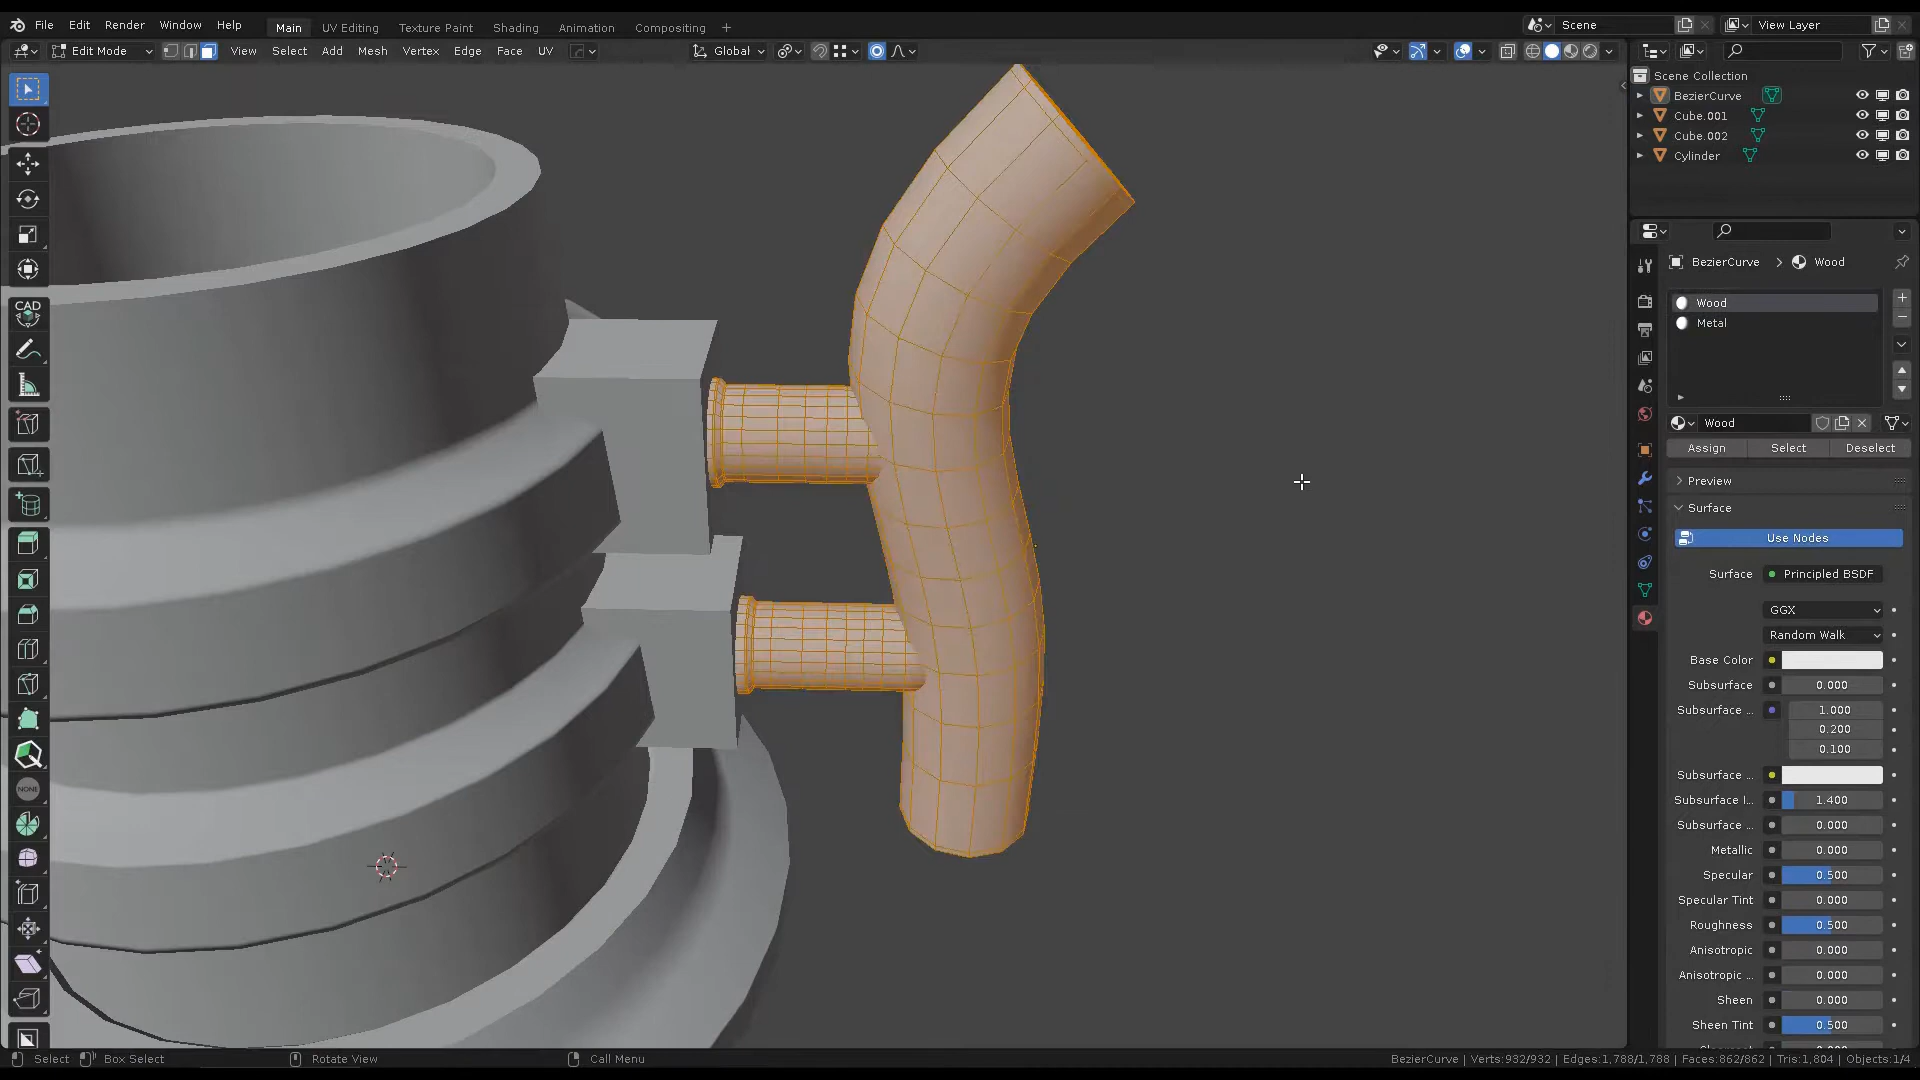 File Edit Render Window Help Main UV Editing Texture Paint Shading Animation Compositing + Scene View Layer
Edit Mode View Select Add Mesh Vertex Edge Face UV Global
Scene Collection
BezierCurve
Cube.001
Cube.002
Cylinder
BezierCurve > Wood
Wood
Metal
CAD
Wood
Assign Select Deselect
Preview
Surface
Use Nodes
Surface Principled BSDF
GGX
Random Walk
Base Color
Subsurface 0.000
Subsurface ... 1.000
0.200
0.100
Subsurface ...
NONE
Subsurface I... 1.400
Subsurface ... 0.000
Metallic 0.000
Specular 0.500
Specular Tint 0.000
Roughness 0.500
Anisotropic 0.000
Anisotropic ... 0.000
Sheen 0.000
Sheen Tint 0.500
Select Box Select Rotate View Call Menu BezierCurve | Verts:932/932 | Edges:1,788/1,788 | Faces:862/862 | Tris:1,804 | Objects:1/4